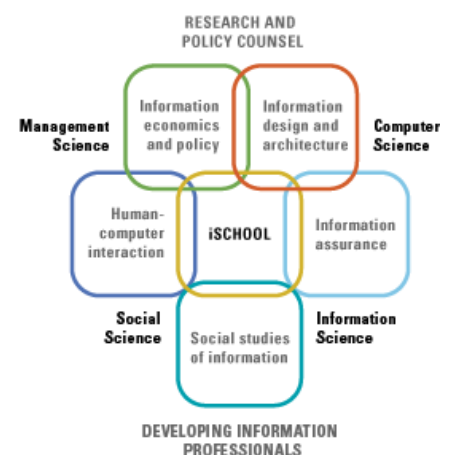 RESEARCH AND
POLICY COUNSEL
Information
economics
and policy
Information
design and
architecture
Management
Science
Computer
Science
Human-
computer
interaction
iSCHOOL
Information
assurance
Social
Science
Social studies
of information
Information
Science
DEVELOPING INFORMATION
PROFESSIONALS